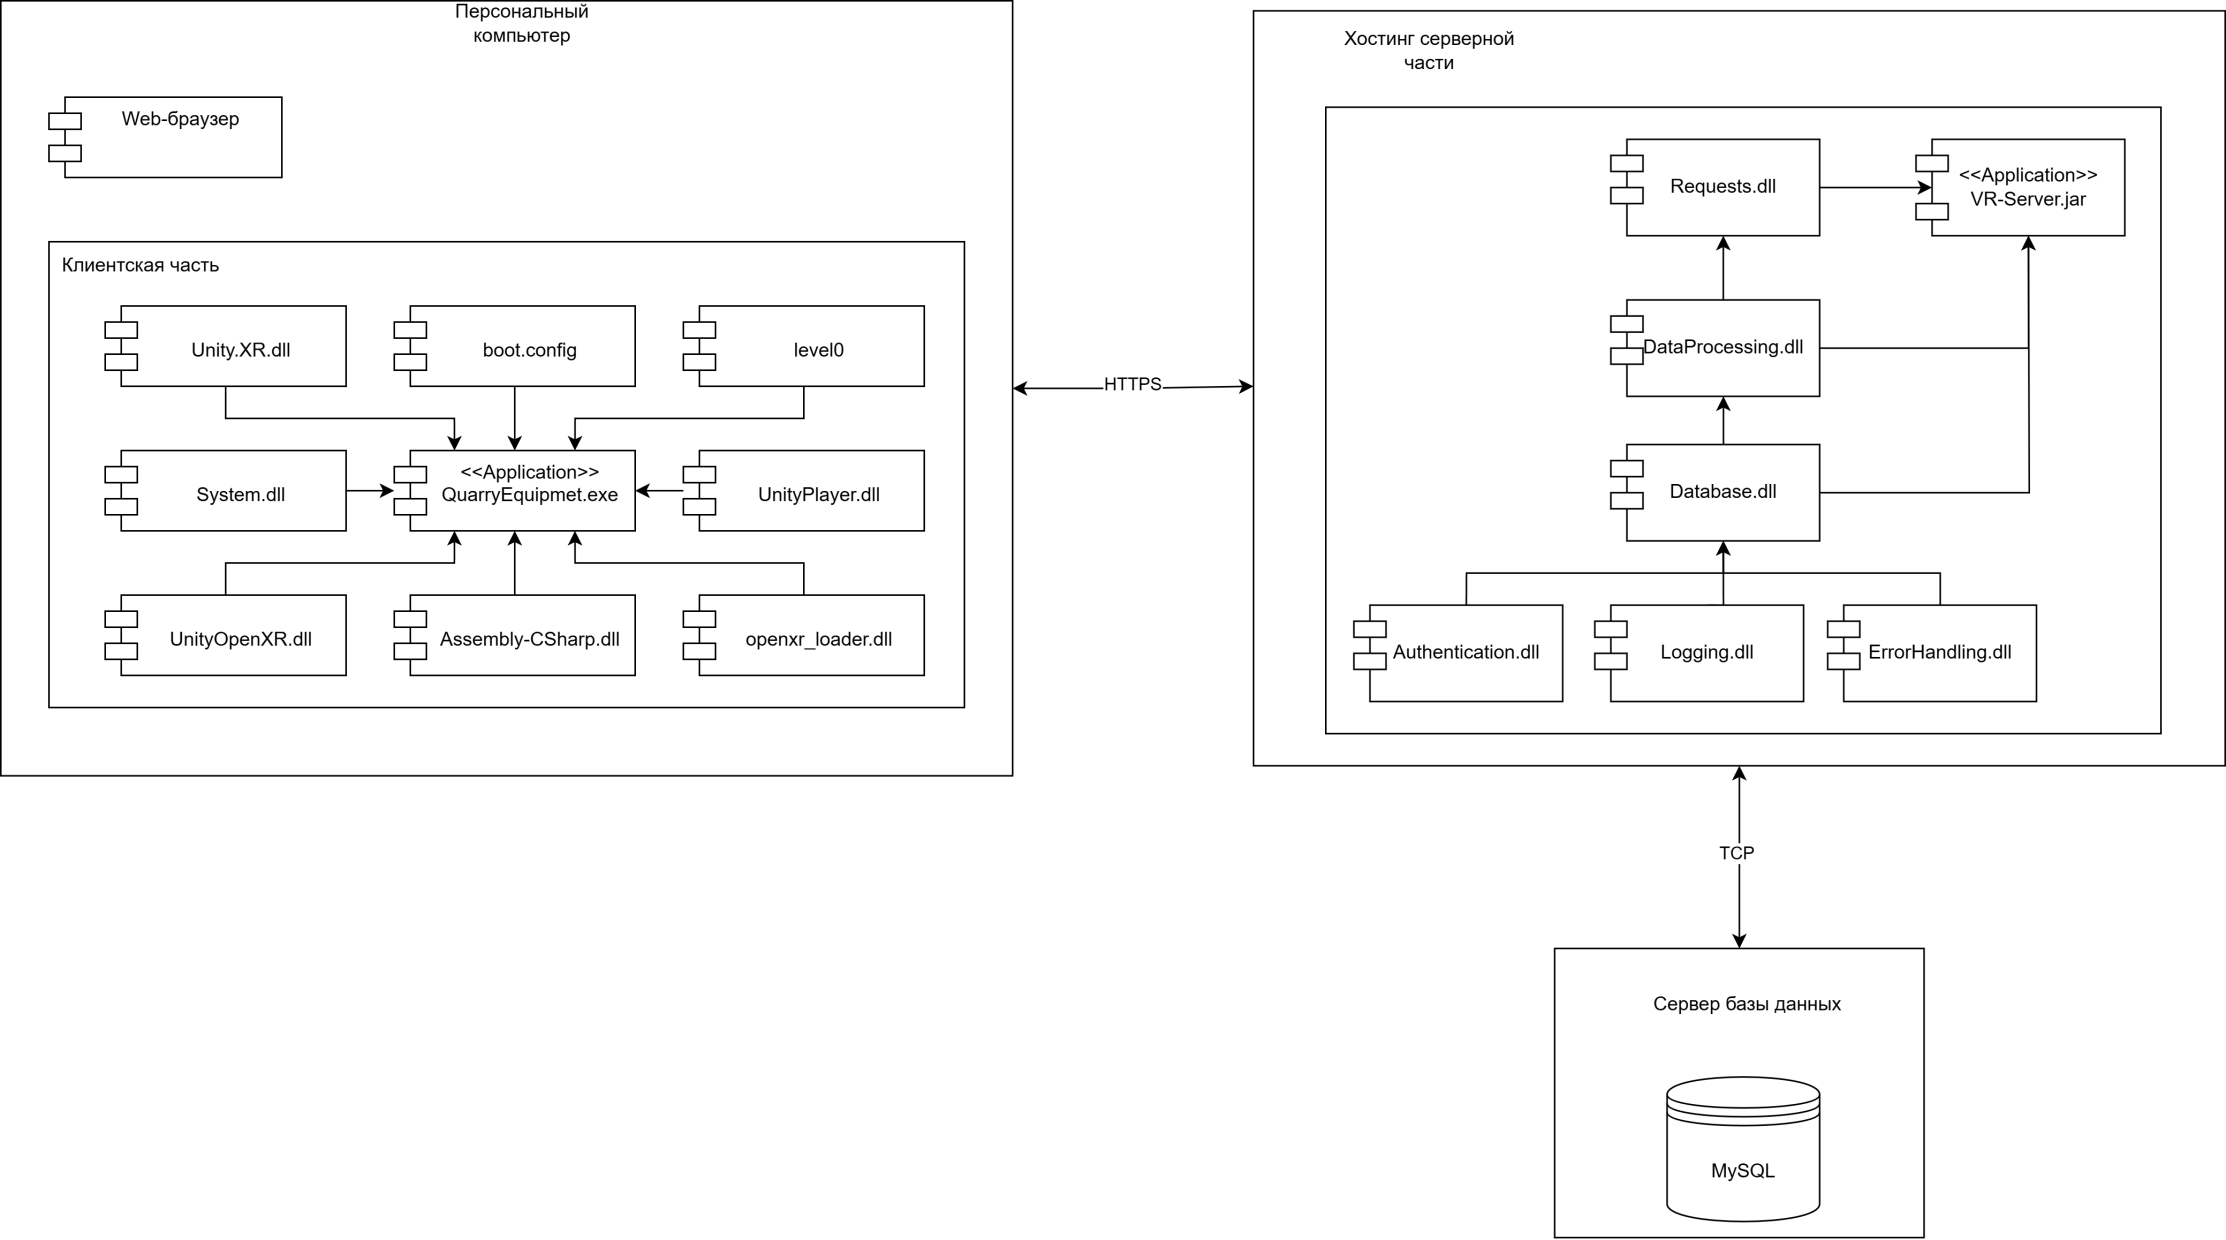 Персональный
компьютер
Web-браузер
Клиентская часть
Unity.XR.dll
boot.config
level0
System.dll
<<Application>>
QuarryEquipmet.exe
UnityPlayer.dll
UnityOpenXR.dll
Assembly-CSharp.dll
openxr_loader.dll
HTTPS
Хостинг серверной
части
Requests.dll
<<Application>>
VR-Server.jar
DataProcessing.dll
Database.dll
Authentication.dll
Logging.dll
ErrorHandling.dll
TCP
Сервер базы данных
MySQL